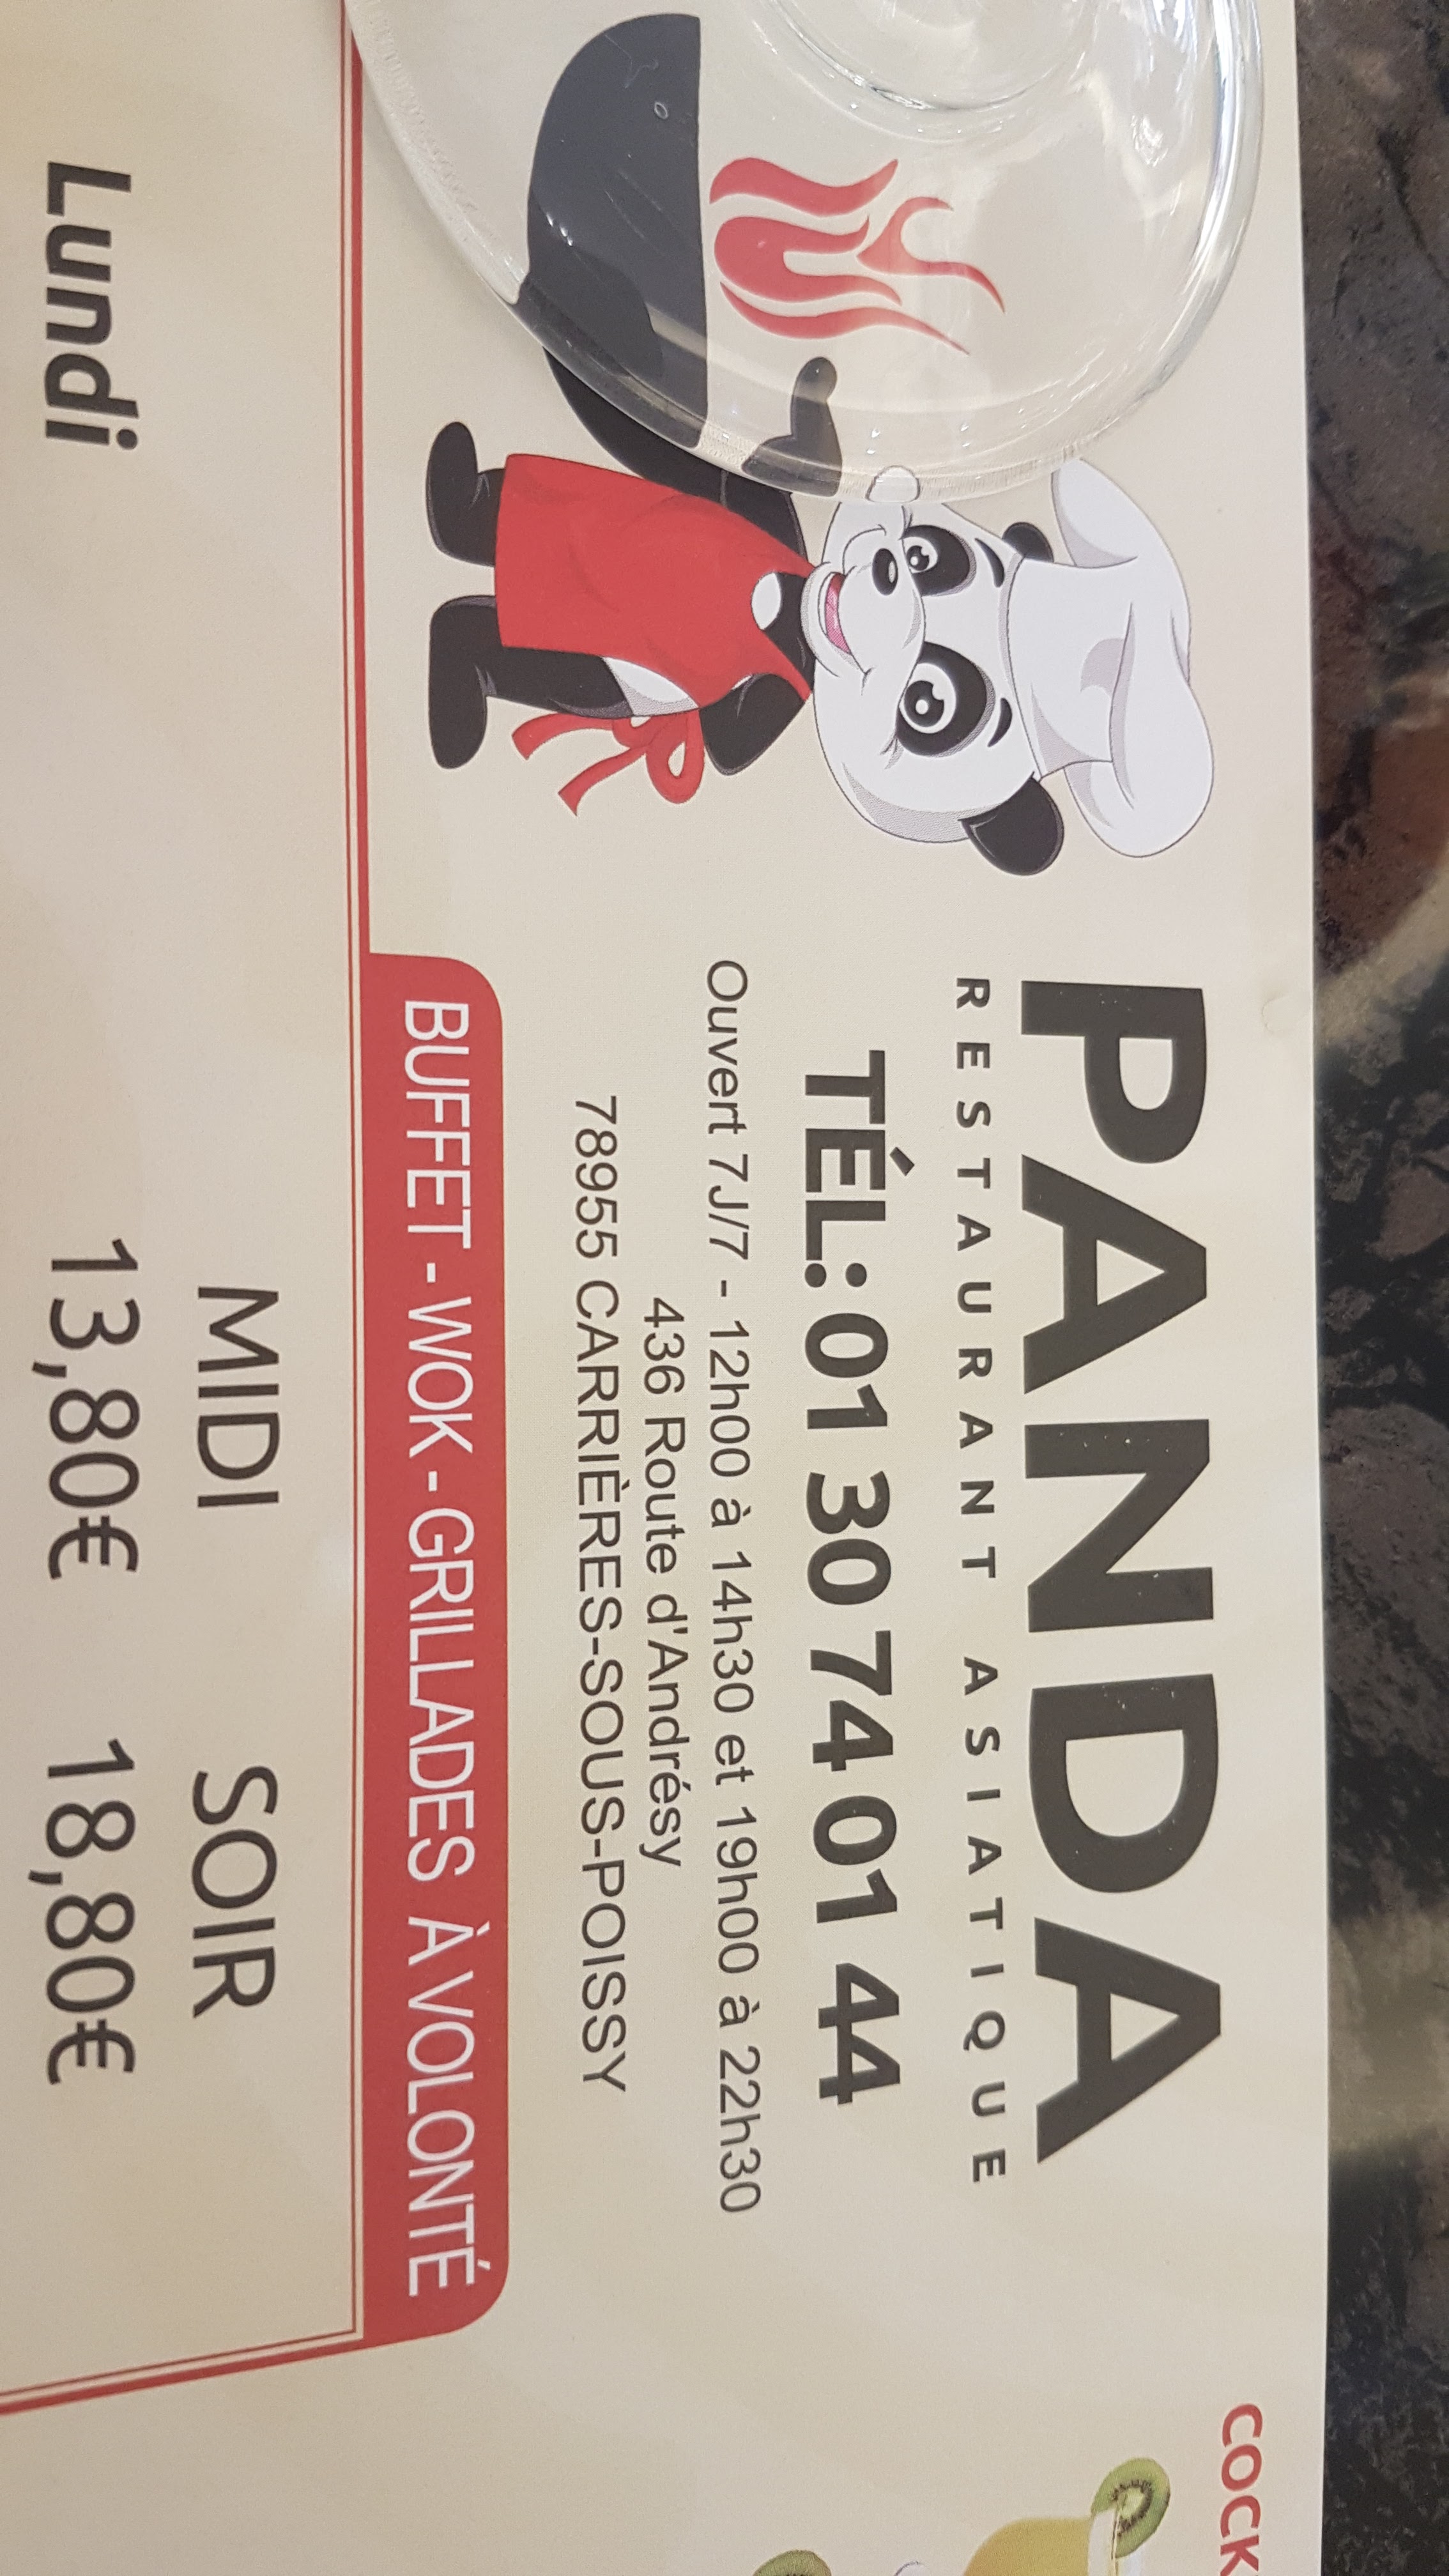 PANDA
RESTAURANT ASIATIQUE
TÉL: 01 30 74 01 44
Ouvert 7J/7 - 12h00 à 14h30 et 19h00 à 22h30
436 Route d'Andrésy
78955 CARRIÈRES-SOUS-POISSY
BUFFET - WOK - GRILLADES À VOLONTÉ
MIDI SOIR
Lundi 13,80€ 18,80€
COCK